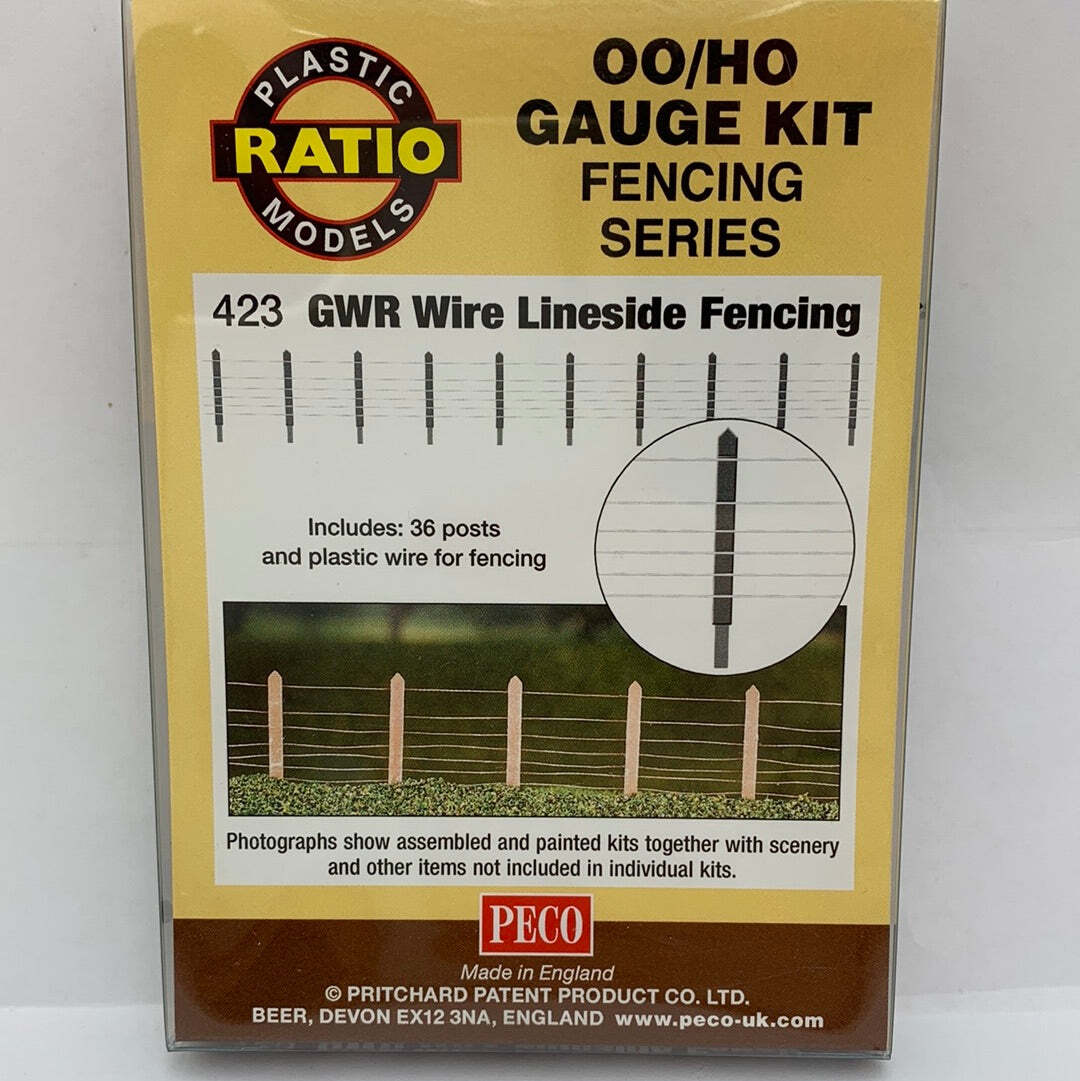 PLASTIC
RATIO
MODELS
OO/HO
GAUGE KIT
FENCING
SERIES
423 GWR Wire Lineside Fencing
Includes: 36 posts
and plastic wire for fencing
Photographs show assembled and painted kits together with scenery
and other items not included in individual kits.
PECO
Made in England
© PRITCHARD PATENT PRODUCT CO. LTD.
BEER, DEVON EX12 3NA, ENGLAND www.peco-uk.com